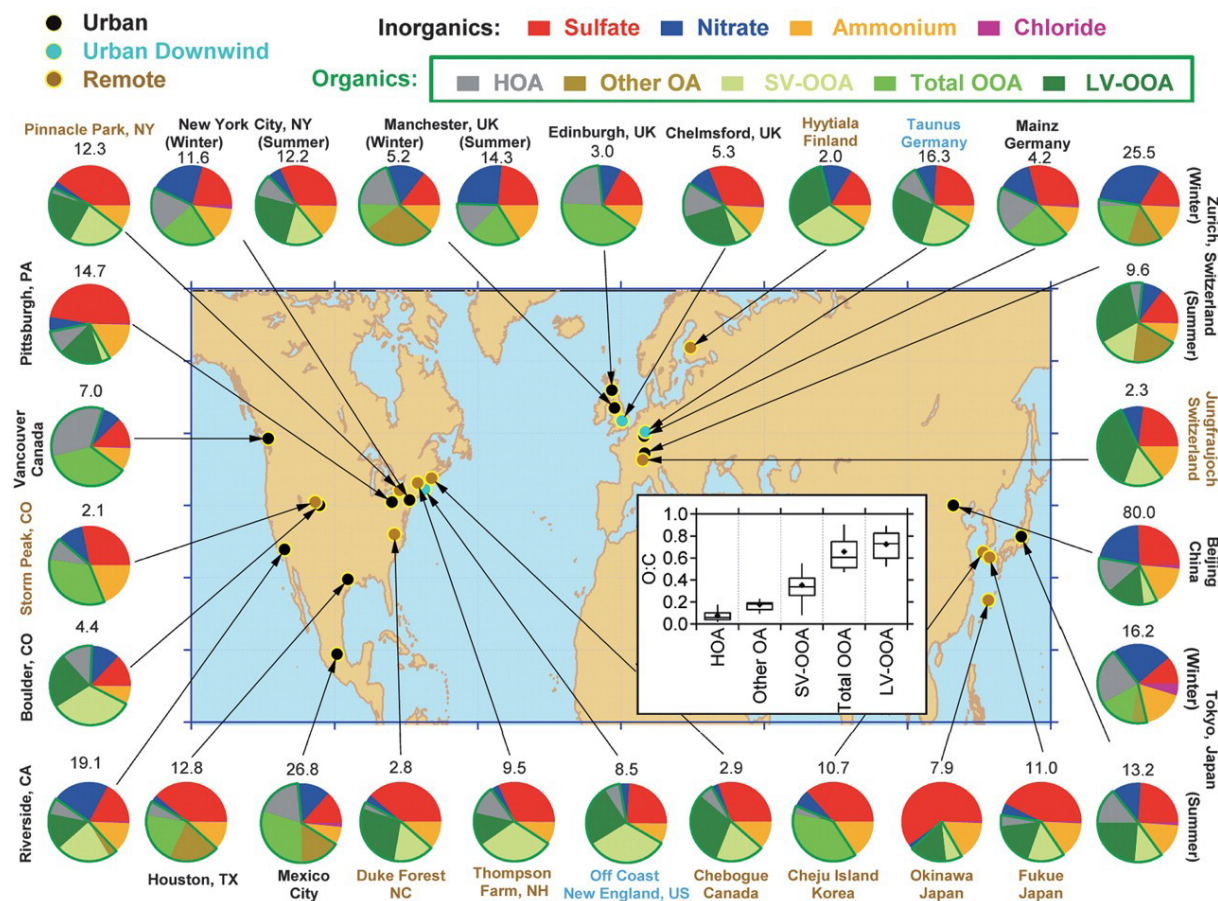 Urban
Urban Downwind
Remote
Inorganics: Sulfate Nitrate Ammonium Chloride
Organics: HOA Other OA SV-OOA Total OOA LV-OOA
Pinnacle Park, NY
12.3
New York City, NY
(Winter) (Summer)
11.6 12.2
Manchester, UK
(Winter) (Summer)
5.2 14.3
Edinburgh, UK
3.0
Chelmsford, UK
5.3
Hyytiala
Finland
2.0
Taunus
Germany
16.3
Mainz
Germany
4.2
25.5
Zurich, Switzerland
(Winter) (Summer)
9.6
Pittsburgh, PA
14.7
Vancouver
Canada
7.0
Storm Peak, CO
2.1
Boulder, CO
4.4
Riverside, CA
19.1
Jungfraujoch
Switzerland
2.3
Beijing
China
80.0
Tokyo, Japan
(Winter) (Summer)
16.2
13.2
O:C
1.0
0.8
0.6
0.4
0.2
0.0
HOA
Other OA
SV-OOA
Total OOA
LV-OOA
12.8
Houston, TX
26.8
Mexico
City
2.8
Duke Forest
NC
9.5
Thompson
Farm, NH
8.5
Off Coast
New England, US
2.9
Chebogue
Canada
10.7
Cheju Island
Korea
7.9
Okinawa
Japan
11.0
Fukue
Japan